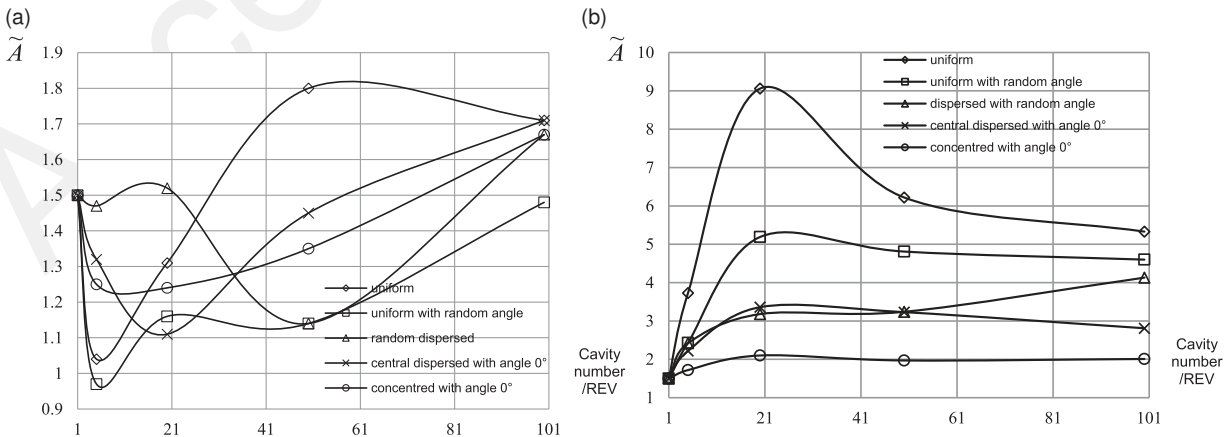 (a)
Ã
1.9
1.8
1.7
1.6
1.5
1.4
1.3
1.2
1.1
1
0.9
1 21 41 61 81 101
uniform
uniform with random angle
random dispersed
central dispersed with angle 0°
concentred with angle 0°
Cavity
number
/REV
(b)
Ã
10
9
8
7
6
5
4
3
2
1
1 21 41 61 81 101
uniform
uniform with random angle
dispersed with random angle
central dispersed with angle 0°
concentred with angle 0°
Cavity
number
/REV